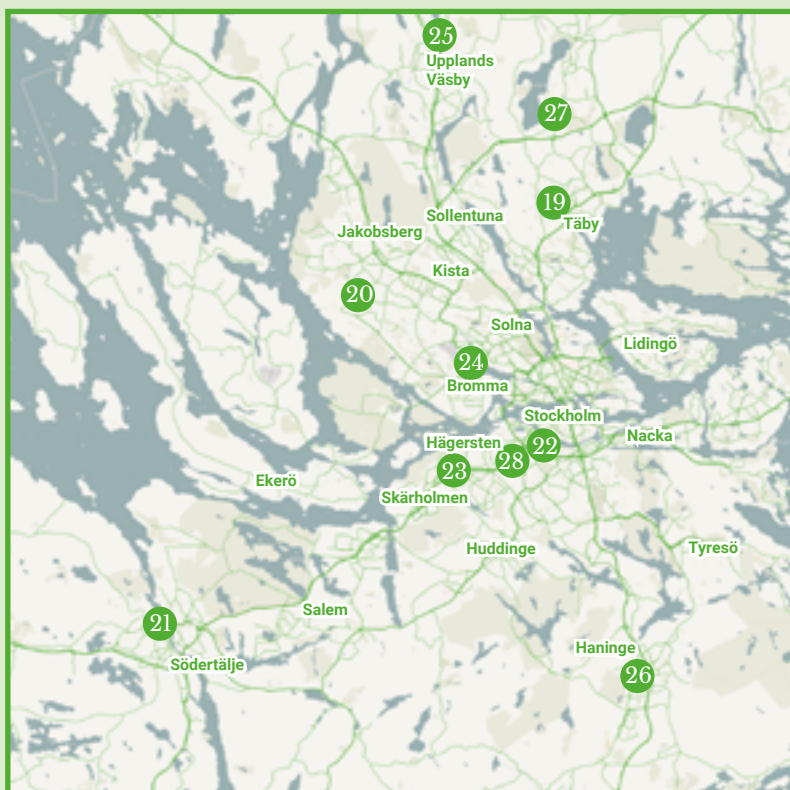 25
Upplands
Väsby
27
19
Täby
Sollentuna
Jakobsberg
Kista
20
Solna
Lidingö
24
Bromma
Stockholm
Nacka
Hägersten
22
28
23
Ekerö
Skärholmen
Huddinge
Tyresö
Salem
21
Södertälje
Haninge
26